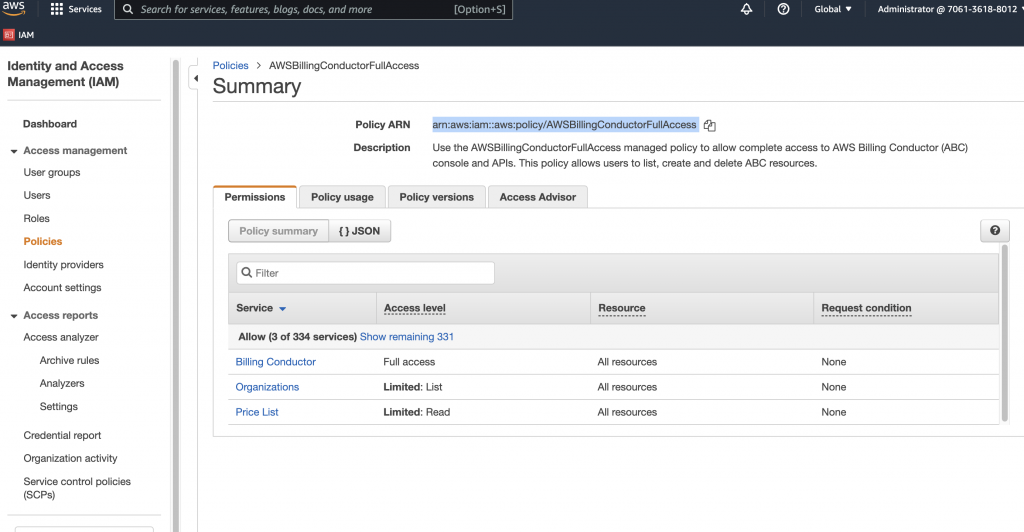 aws
Services
Search for services, features, blogs, docs, and more
[Option+S]
Global ▼
Administrator @ 7061-3618-8012
IAM
Identity and Access
Management (IAM)
Dashboard
Access management
User groups
Users
Roles
Policies
Identity providers
Account settings
Access reports
Access analyzer
Archive rules
Analyzers
Settings
Credential report
Organization activity
Service control policies
(SCPs)
Policies > AWSBillingConductorFullAccess
Summary
Policy ARN
arn:aws:iam::aws:policy/AWSBillingConductorFullAccess
Description
Use the AWSBillingConductorFullAccess managed policy to allow complete access to AWS Billing Conductor (ABC)
console and APIs. This policy allows users to list, create and delete ABC resources.
Permissions
Policy usage
Policy versions
Access Advisor
Policy summary
{ } JSON
?
Filter
Service
Access level
Resource
Request condition
Allow (3 of 334 services) Show remaining 331
Billing Conductor
Full access
All resources
None
Organizations
Limited: List
All resources
None
Price List
Limited: Read
All resources
None